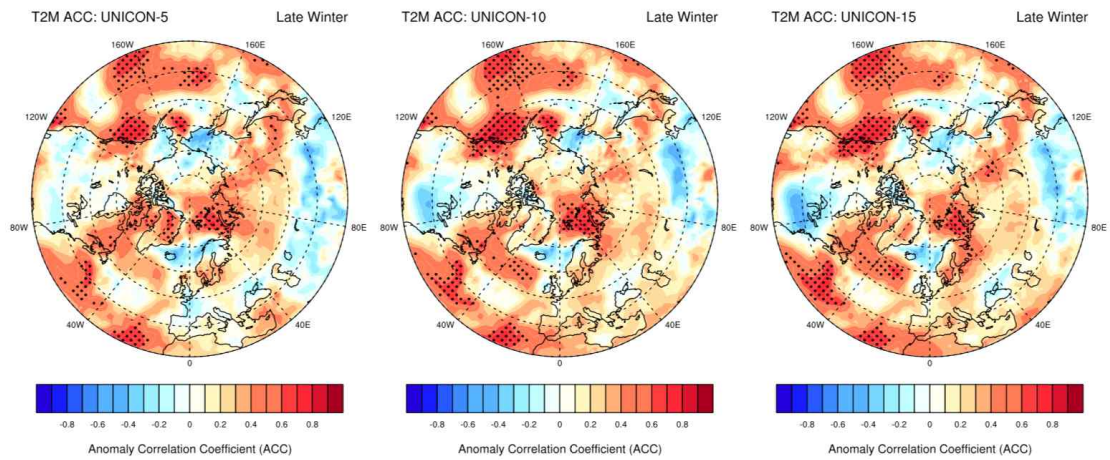 T2M ACC: UNICON-5 Late Winter
160W 160E
120W 120E
80W 80E
40W 40E
0
-0.8 -0.6 -0.4 -0.2 0 0.2 0.4 0.6 0.8
Anomaly Correlation Coefficient (ACC)
T2M ACC: UNICON-10 Late Winter
160W 160E
120W 120E
80W 80E
40W 40E
0
-0.8 -0.6 -0.4 -0.2 0 0.2 0.4 0.6 0.8
Anomaly Correlation Coefficient (ACC)
T2M ACC: UNICON-15 Late Winter
160W 160E
120W 120E
80W 80E
40W 40E
0
-0.8 -0.6 -0.4 -0.2 0 0.2 0.4 0.6 0.8
Anomaly Correlation Coefficient (ACC)